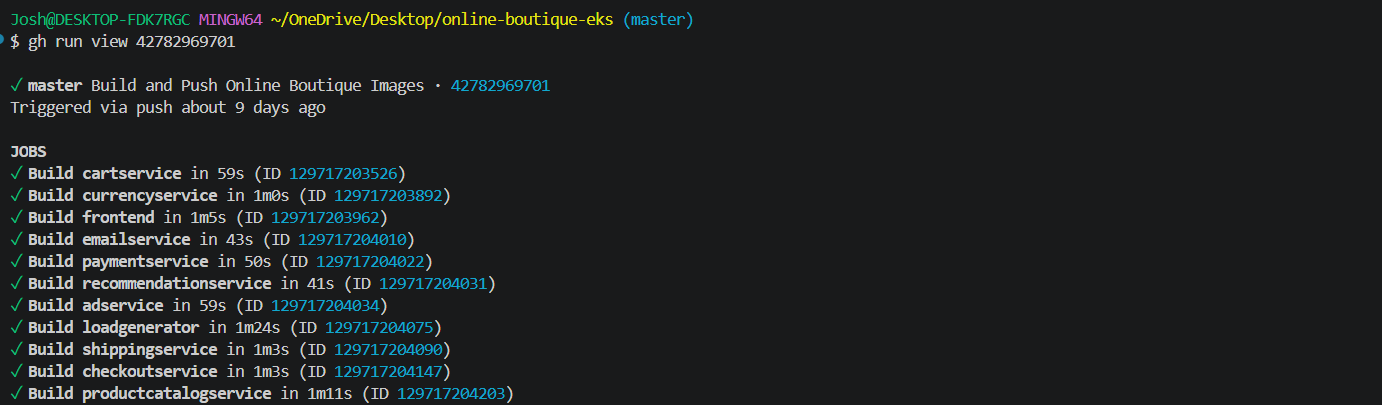 Josh@DESKTOP-FDK7RGC MINGW64 ~/OneDrive/Desktop/online-boutique-eks (master)
$ gh run view 42782969701
✓ master Build and Push Online Boutique Images · 42782969701
Triggered via push about 9 days ago
JOBS
✓ Build cartservice in 59s (ID 129717203526)
✓ Build currencyservice in 1m0s (ID 129717203892)
✓ Build frontend in 1m5s (ID 129717203962)
✓ Build emailservice in 43s (ID 129717204010)
✓ Build paymentservice in 50s (ID 129717204022)
✓ Build recommendationservice in 41s (ID 129717204031)
✓ Build adservice in 59s (ID 129717204034)
✓ Build loadgenerator in 1m24s (ID 129717204075)
✓ Build shippingservice in 1m3s (ID 129717204090)
✓ Build checkoutservice in 1m3s (ID 129717204147)
✓ Build productcatalogservice in 1m11s (ID 129717204203)